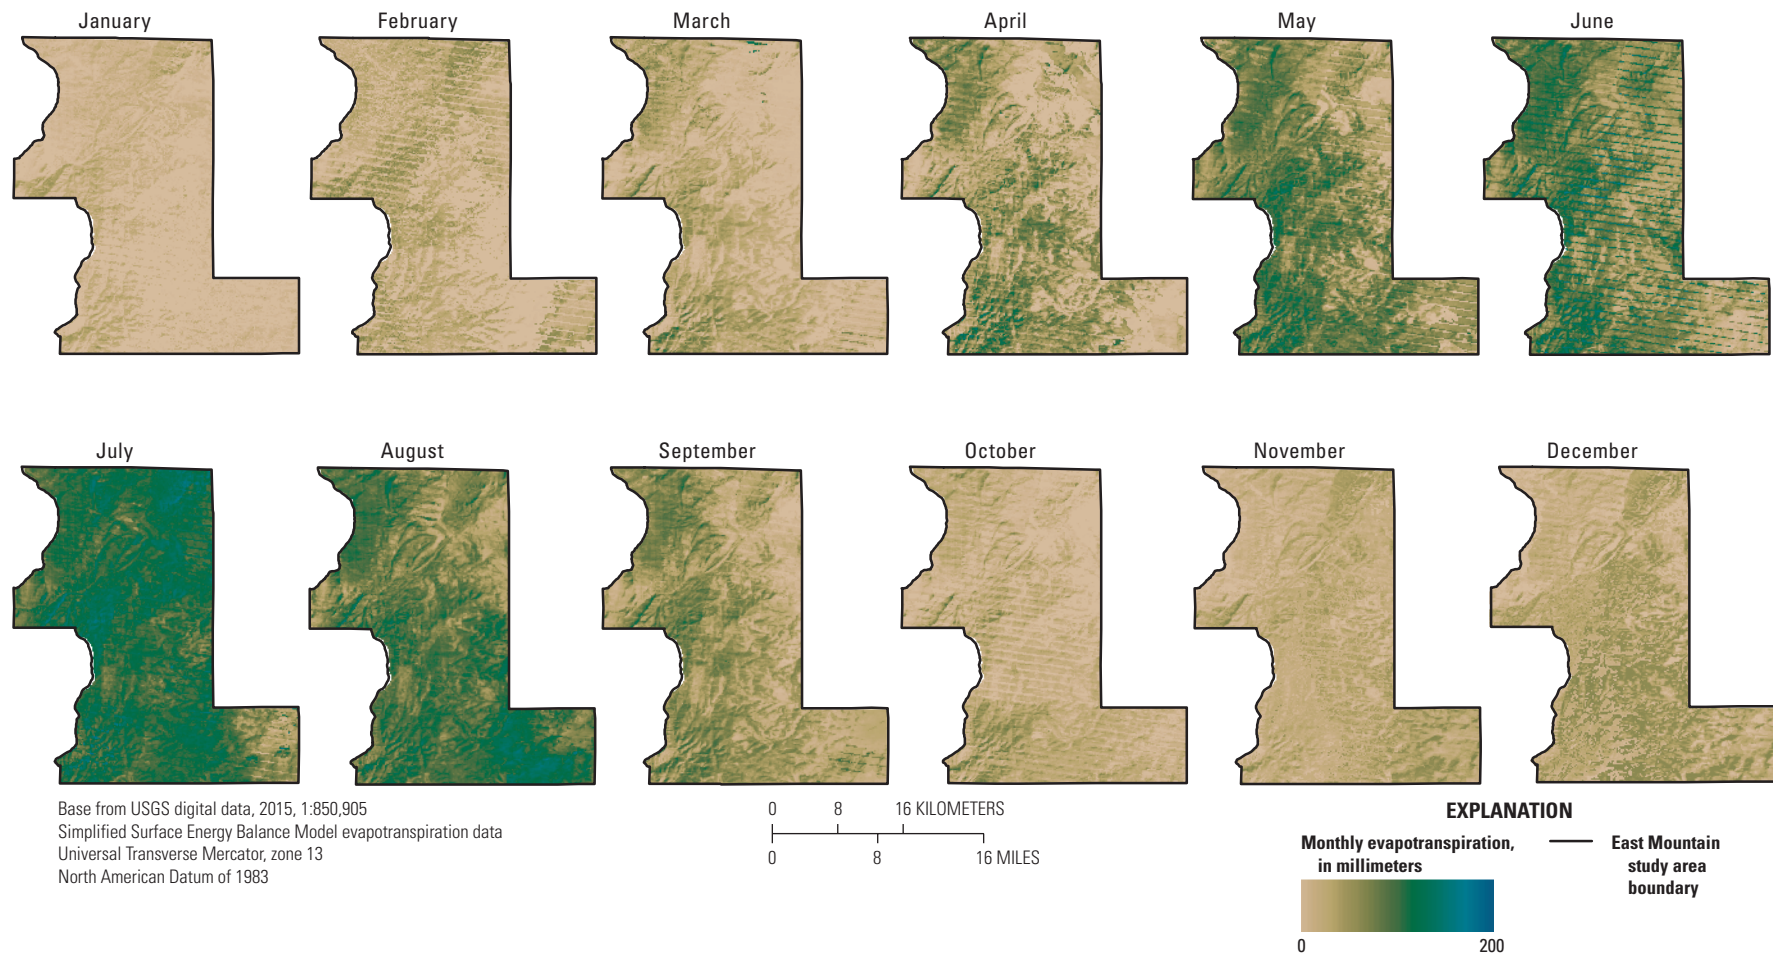 January
February
March
April
May
June
July
August
September
October
November
December
Base from USGS digital data, 2015, 1:850,905
Simplified Surface Energy Balance Model evapotranspiration data
Universal Transverse Mercator, zone 13
North American Datum of 1983
0 8 16 KILOMETERS
0 8 16 MILES
EXPLANATION
Monthly evapotranspiration,
in millimeters
0 200
East Mountain
study area
boundary